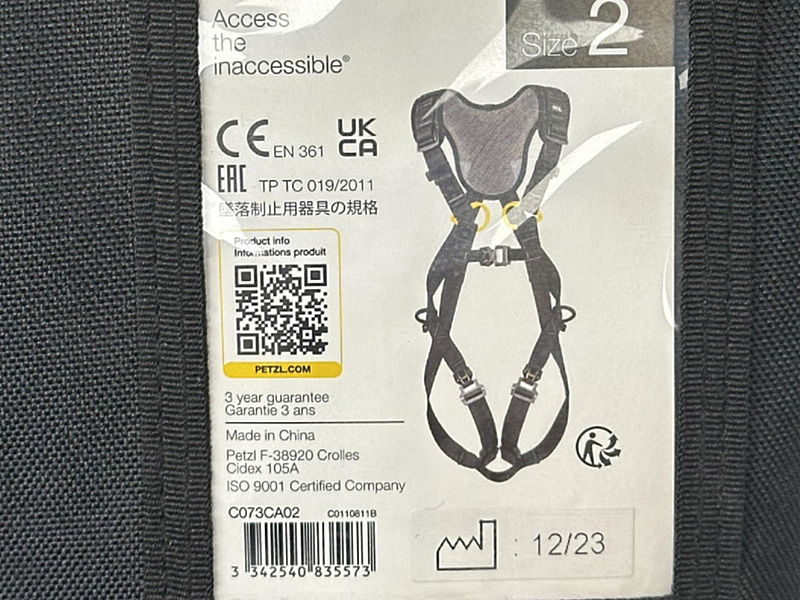 Access
the
inaccessible®
Size 2
CE EN 361 UK CA
EAC TP TC 019/2011
墜落制止用器具の規格
Product info
Informations produit
PETZL.COM
3 year guarantee
Garantie 3 ans
Made in China
Petzl F-38920 Crolles
Cidex 105A
ISO 9001 Certified Company
C073CA02 C0110811B
3 342540 835573
: 12/23